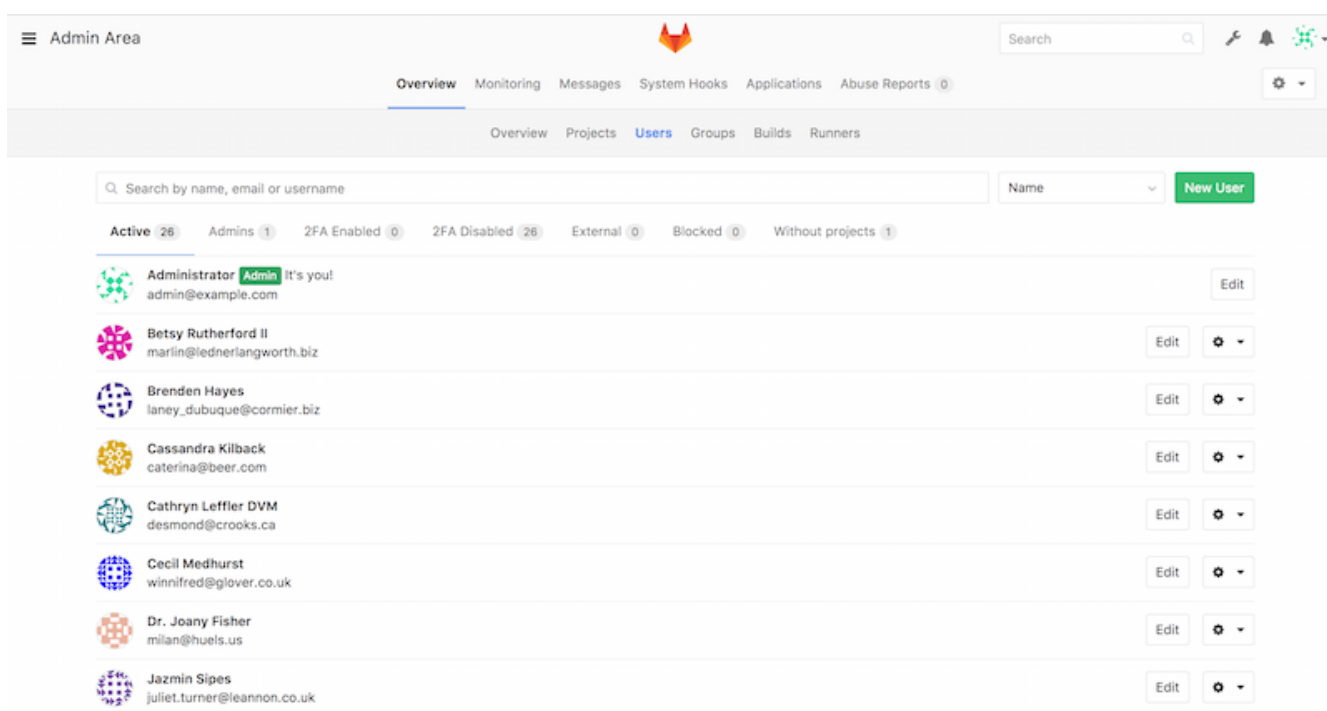 Admin Area Search
Overview Monitoring Messages System Hooks Applications Abuse Reports 0
Overview Projects Users Groups Builds Runners
Search by name, email or username Name New User
Active 26 Admins 1 2FA Enabled 0 2FA Disabled 26 External 0 Blocked 0 Without projects 1
Administrator Admin It's you!
admin@example.com Edit
Betsy Rutherford II
marlin@lednerlangworth.biz Edit
Brenden Hayes
laney_dubuque@cormier.biz Edit
Cassandra Kilback
caterina@beer.com Edit
Cathryn Leffler DVM
desmond@crooks.ca Edit
Cecil Medhurst
winnifred@glover.co.uk Edit
Dr. Joany Fisher
milan@huels.us Edit
Jazmin Sipes
juliet.turner@leannon.co.uk Edit